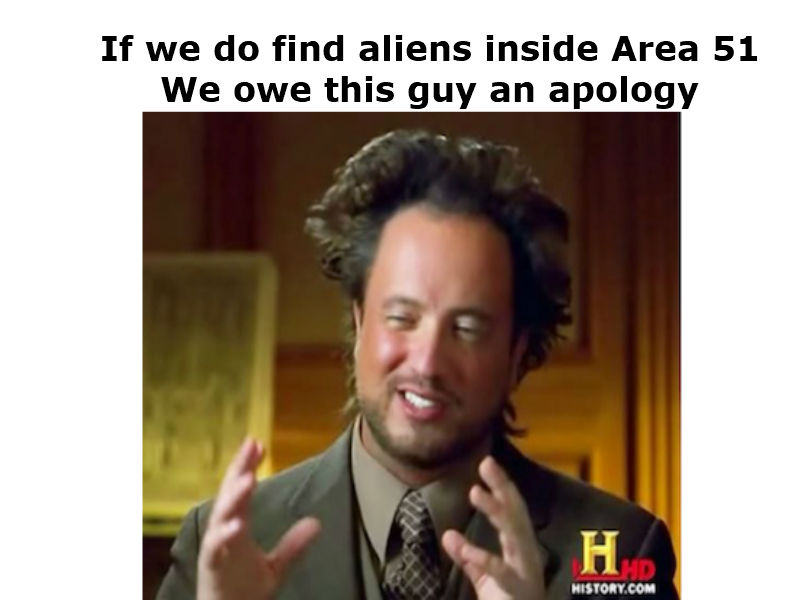 If we do find aliens inside Area 51
We owe this guy an apology
H HD
HISTORY.COM